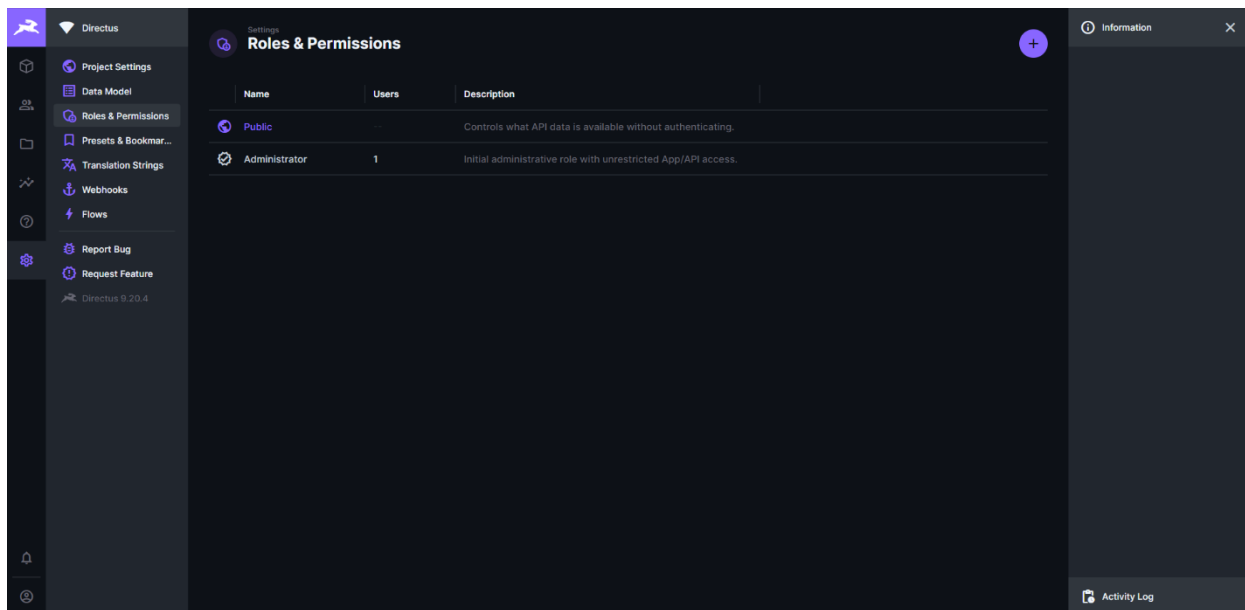 Directus
Project Settings
Data Model
Roles & Permissions
Presets & Bookmar...
Translation Strings
Webhooks
Flows
Report Bug
Request Feature
Directus 9.20.4
Settings
Roles & Permissions
Name Users Description
Public --- Controls what API data is available without authenticating.
Administrator 1 Initial administrative role with unrestricted App/API access.
Information
Activity Log